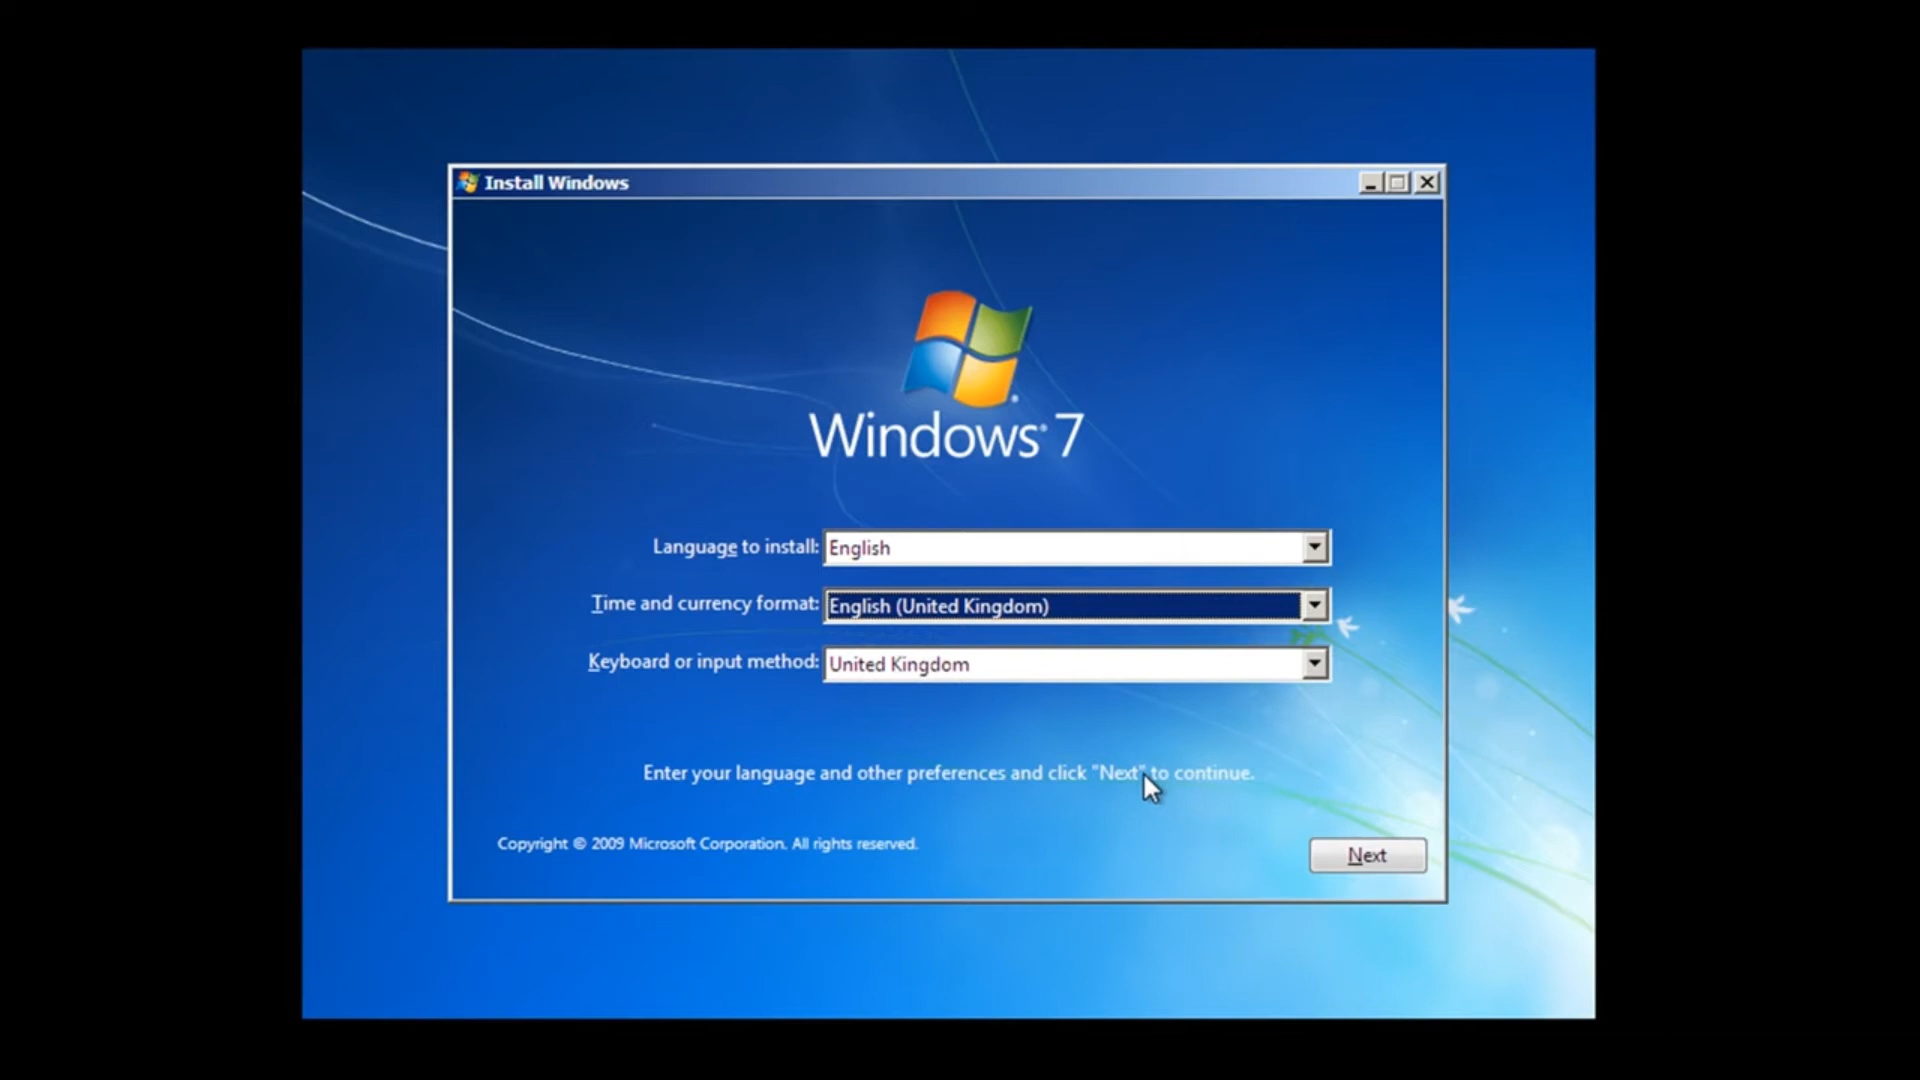 Install Windows
Windows® 7
Language to install: English
Time and currency format: English (United Kingdom)
Keyboard or input method: United Kingdom
Enter your language and other preferences and click "Next" to continue.
Copyright © 2009 Microsoft Corporation. All rights reserved.
Next